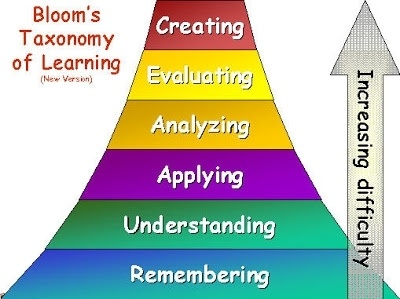 Bloom's
Taxonomy
of Learning
(New Version)
Creating
Evaluating
Analyzing
Applying
Understanding
Remembering
Increasing difficulty